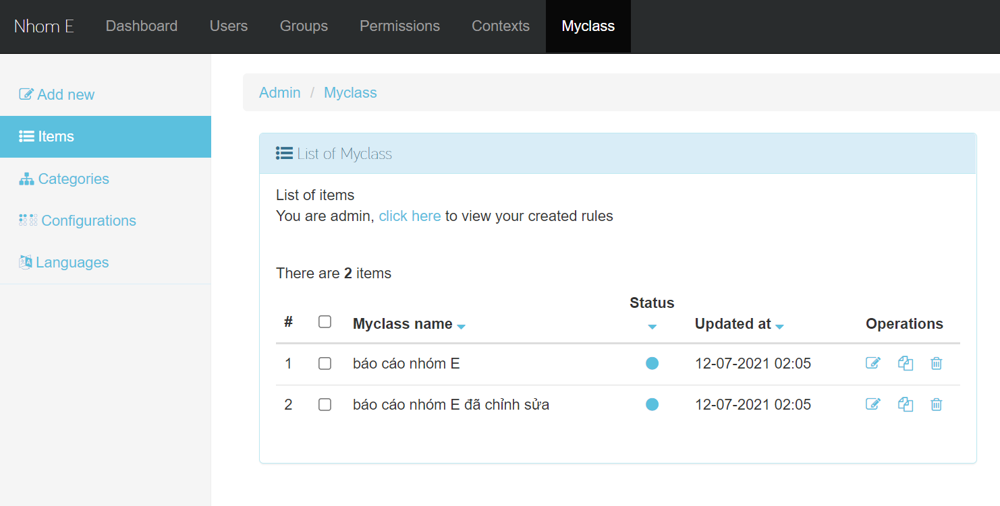 Nhom E Dashboard Users Groups Permissions Contexts Myclass
Add new
Items
Categories
Configurations
Languages
Admin / Myclass
List of Myclass
List of items
You are admin, click here to view your created rules
There are 2 items
# Myclass name Status Updated at Operations
1 báo cáo nhóm E 12-07-2021 02:05
2 báo cáo nhóm E đã chỉnh sửa 12-07-2021 02:05